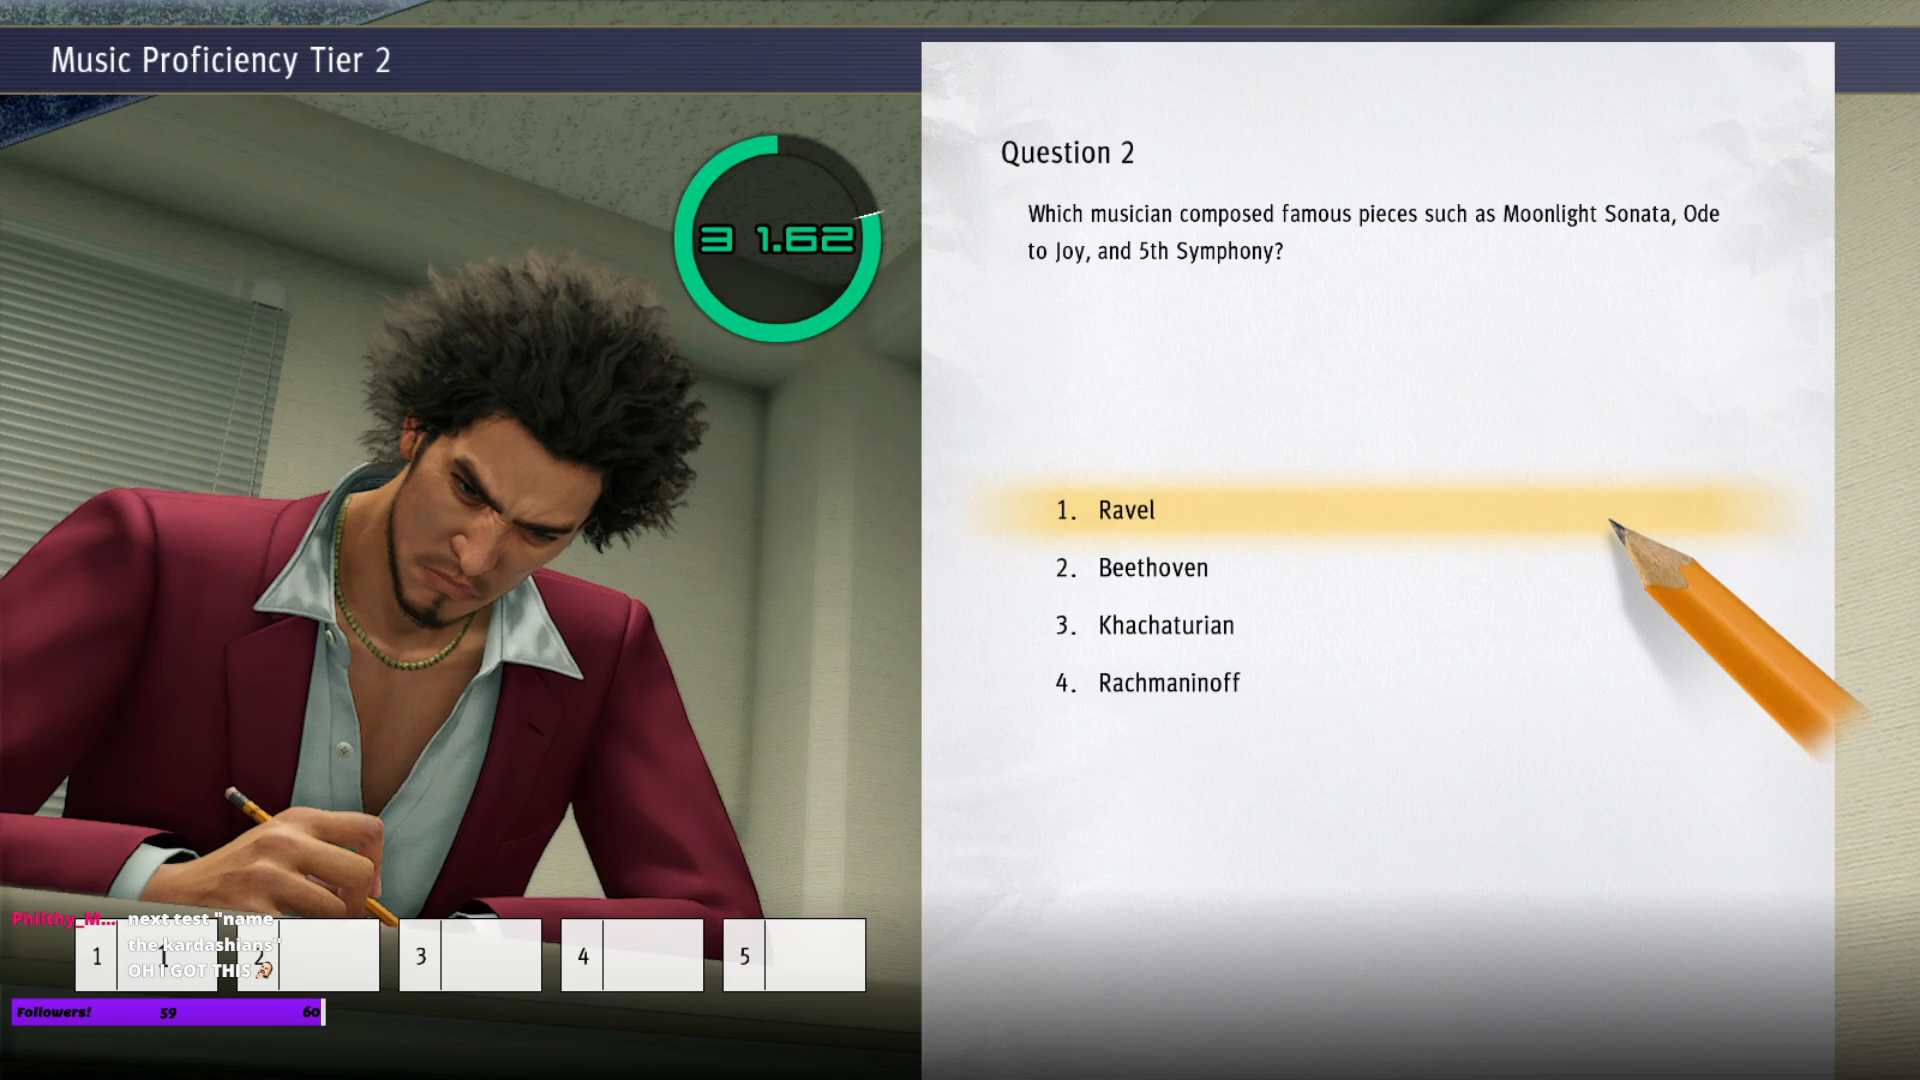 Music Proficiency Tier 2
3 1.62
Question 2
Which musician composed famous pieces such as Moonlight Sonata, Ode
to Joy, and 5th Symphony?
1. Ravel
2. Beethoven
3. Khachaturian
4. Rachmaninoff
Philthy_M... next test "name
the kardashians"
OH I GOT THIS
1 1 2 3 4 5
Followers! 59 60